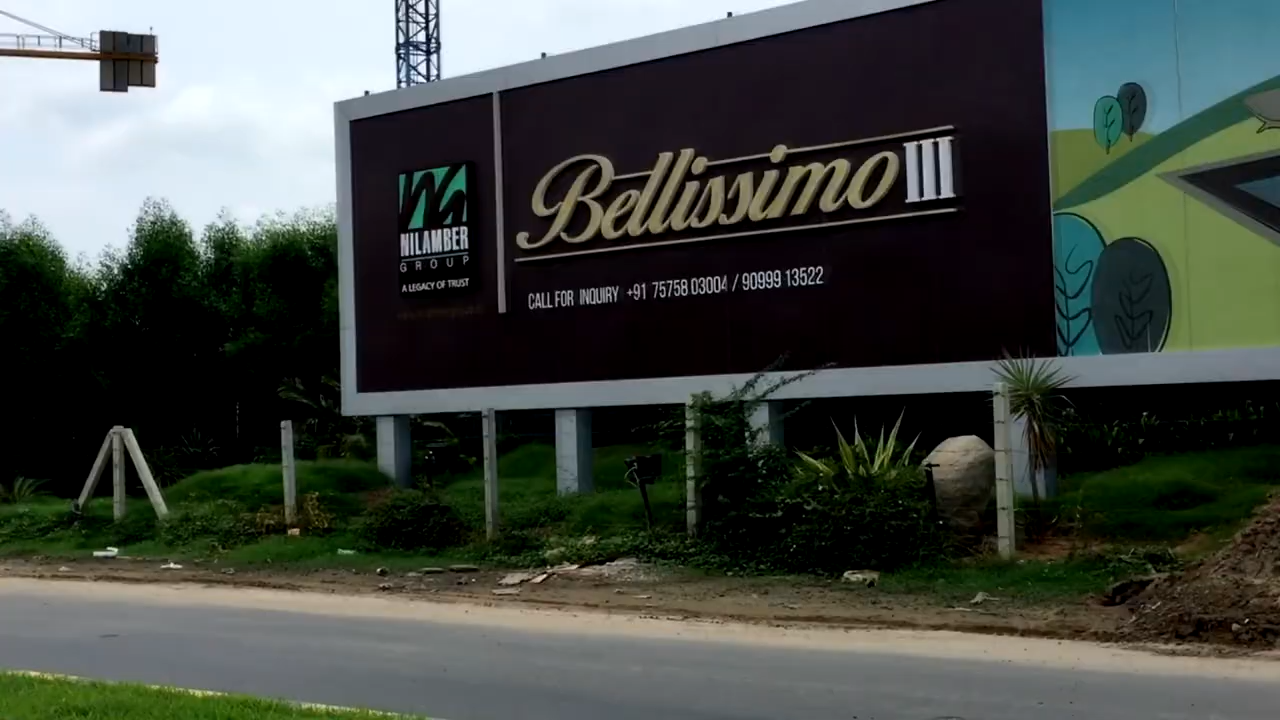 NILAMBER
GROUP
A LEGACY OF TRUST
Bellissimo III
CALL FOR INQUIRY +91 75758 03004 / 90999 13522